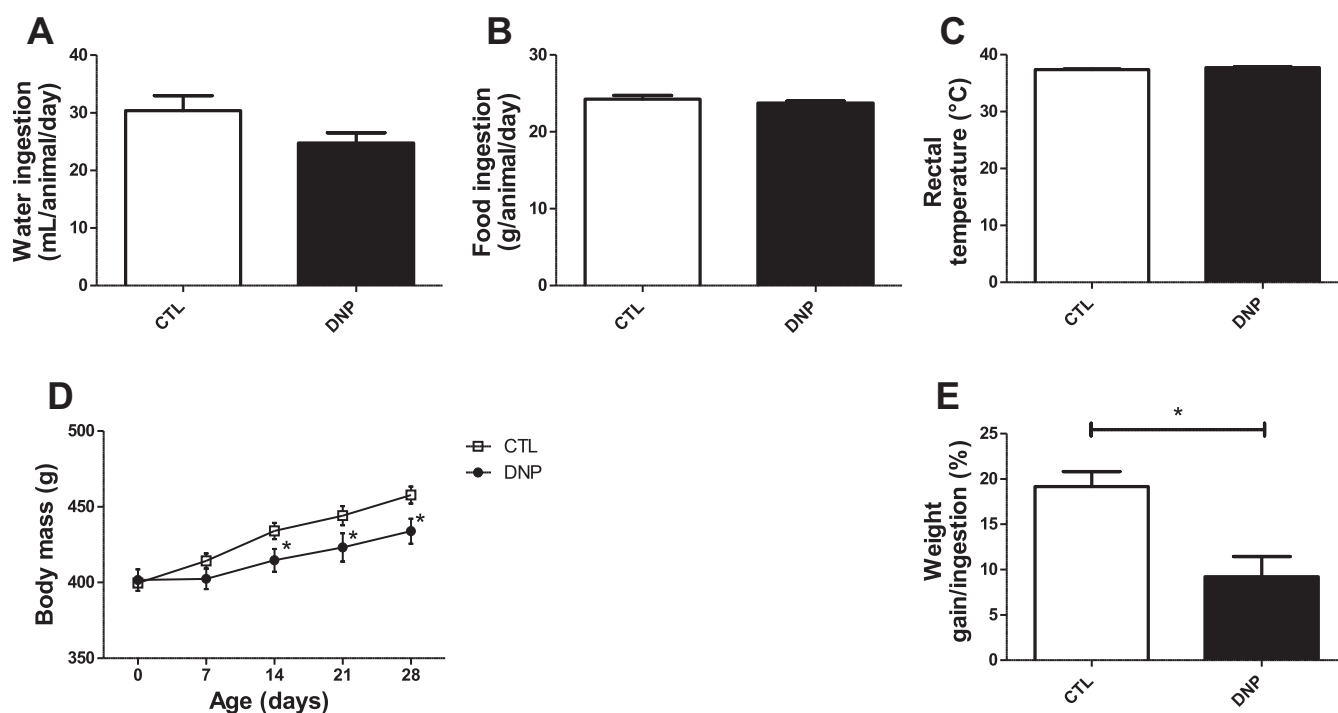 A
Water ingestion
(mL/animal/day)
40
30
20
10
0
CTL
DNP
B
Food ingestion
(g/animal/day)
30
20
10
0
CTL
DNP
C
Rectal
temperature (°C)
40
30
20
10
0
CTL
DNP
D
Body mass (g)
500
450
400
350
* * *
0 7 14 21 28
Age (days)
CTL
DNP
E
Weight
gain/ingestion (%)
25
20
15
10
5
0
*
CTL
DNP